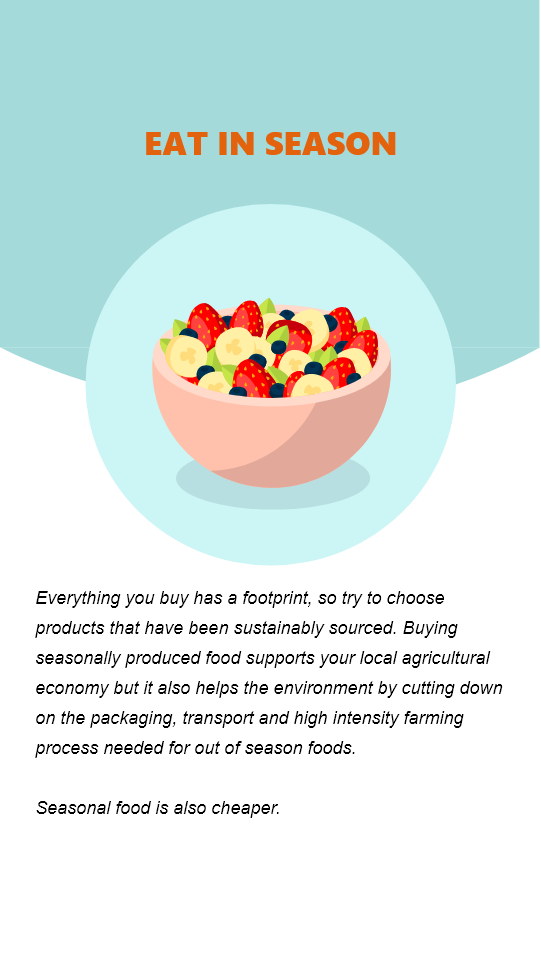 EAT IN SEASON
Everything you buy has a footprint, so try to choose
products that have been sustainably sourced. Buying
seasonally produced food supports your local agricultural
economy but it also helps the environment by cutting down
on the packaging, transport and high intensity farming
process needed for out of season foods.
Seasonal food is also cheaper.